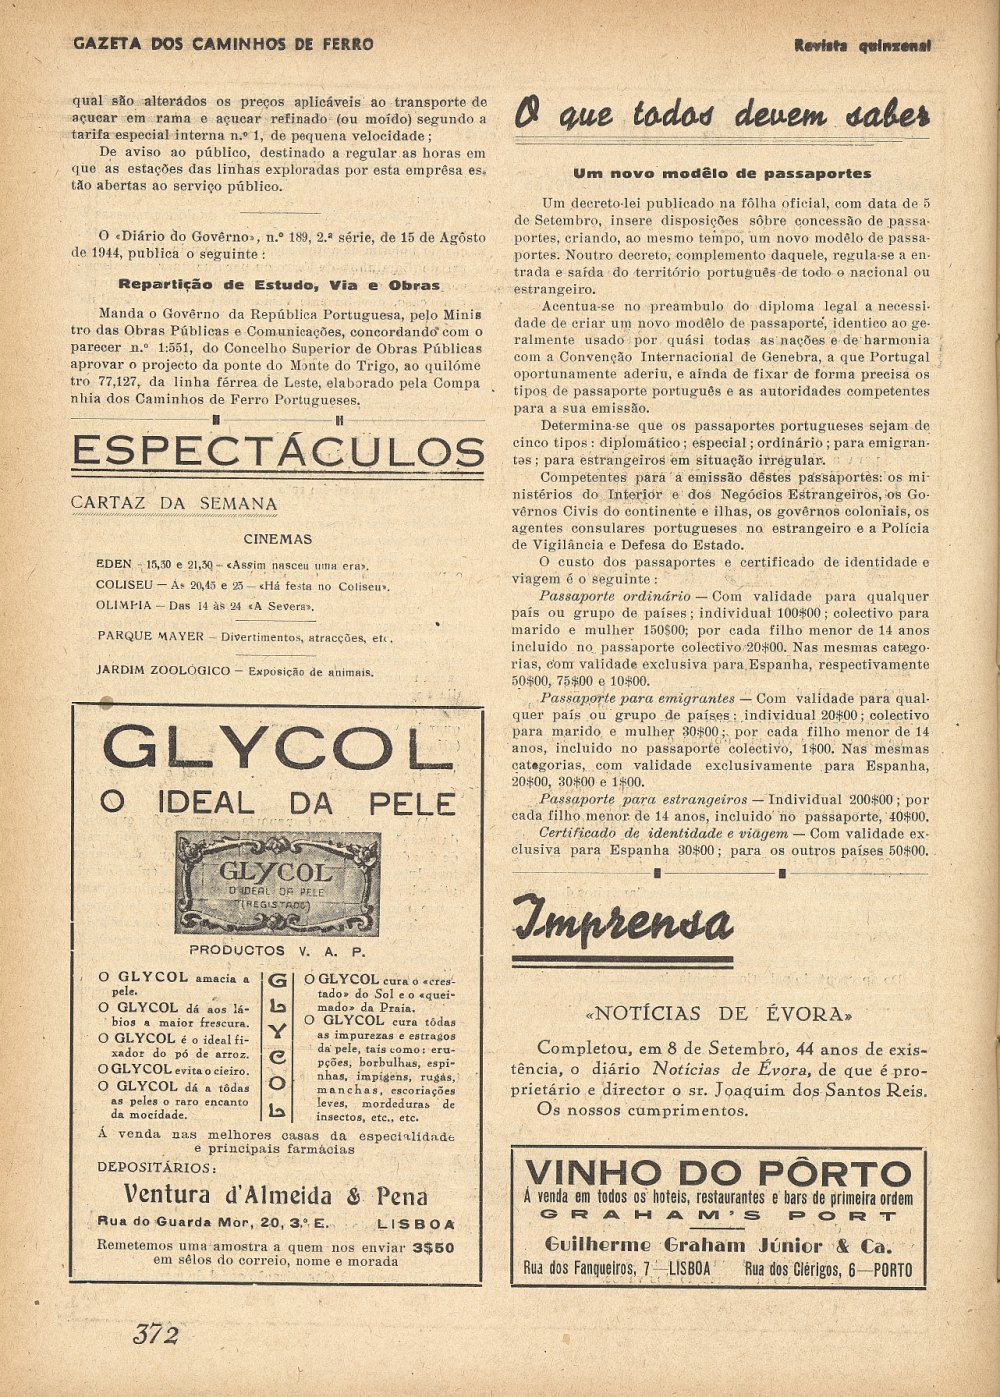 GAZETA DOS CAMINHOS DE FERRO
Revista quinzenal
qual são alterados os preços aplicáveis ao transporte de
açucar em rama e açucar refinado (ou moído) segundo a
tarifa especial interna n.º 1, de pequena velocidade;
De aviso ao público, destinado a regular as horas em
que as estações das linhas exploradas por esta emprêsa es-
tão abertas ao serviço público.
O «Diário do Govêrno», n.º 189, 2.ª série, de 15 de Agôsto
de 1944, publica o seguinte:
Repartição de Estudo, Via e Obras
Manda o Govêrno da República Portuguesa, pelo Minis
tro das Obras Públicas e Comunicações, concordando com o
parecer n.º 1:551, do Concelho Superior de Obras Públicas
aprovar o projecto da ponte do Monte do Trigo, ao quilóme
tro 77,127, da linha férrea de Leste, elaborado pela Compa
nhia dos Caminhos de Ferro Portugueses.
ESPECTÁCULOS
CARTAZ DA SEMANA
CINEMAS
EDEN – 15,30 e 21,30 – «Assim nasceu uma era».
COLISEU — As 20,45 e 23 — «Há festa no Coliseu».
OLIMPIA — Das 14 às 24 «A Severa».
PARQUE MAYER — Divertimentos, atracções, etc.
JARDIM ZOOLÓGICO — Exposição de animais.
GLYCOL
O IDEAL DA PELE
GLYCOL
O IDEAL DA PELE
(REGISTADO)
PRODUCTOS V. A. P.
O GLYCOL amacia a
pele.
O GLYCOL dá aos lá-
bios a maior frescura.
O GLYCOL é o ideal fi-
xador do pó de arroz.
O GLYCOL evita o cieiro.
O GLYCOL dá a tôdas
as peles o raro encanto
da mocidade.
GLYCOL
O GLYCOL cura o «cres-
tado» do Sol e o «quei-
mado» da Praia.
O GLYCOL cura tôdas
as impurezas e estragos
da pele, tais como: eru-
pções, borbulhas, espi-
nhas, impigens, rugas,
manchas, escoriações
leves, mordeduras de
insectos, etc., etc.
Á venda nas melhores casas da especialidade
e principais farmácias
DEPOSITÁRIOS:
Ventura d'Almeida & Pena
Rua do Guarda Mor, 20, 3.º E. LISBOA
Remetemos uma amostra a quem nos enviar 3$50
em sêlos do correio, nome e morada
372
O que todos devem saber
Um novo modêlo de passaportes
Um decreto-lei publicado na fôlha oficial, com data de 5
de Setembro, insere disposições sôbre concessão de passa-
portes, criando, ao mesmo tempo, um novo modêlo de passa-
portes. Noutro decreto, complemento daquele, regula-se a en-
trada e saída do território português de todo o nacional ou
estrangeiro.
Acentua-se no preambulo do diploma legal a necessi-
dade de criar um novo modêlo de passaporte, identico ao ge-
ralmente usado por quási todas as nações e de harmonia
com a Convenção Internacional de Genebra, a que Portugal
oportunamente aderiu, e ainda de fixar de forma precisa os
tipos de passaporte português e as autoridades competentes
para a sua emissão.
Determina-se que os passaportes portugueses sejam de
cinco tipos: diplomático; especial; ordinário; para emigran-
tes; para estrangeiros em situação irregular.
Competentes para a emissão dêstes passaportes: os mi-
nistérios do Interior e dos Negócios Estrangeiros, os Go-
vêrnos Civis do continente e ilhas, os govêrnos coloniais, os
agentes consulares portugueses no estrangeiro e a Polícia
de Vigilância e Defesa do Estado.
O custo dos passaportes e certificado de identidade e
viagem é o seguinte:
Passaporte ordinário — Com validade para qualquer
país ou grupo de países; individual 100$00; colectivo para
marido e mulher 150$00; por cada filho menor de 14 anos
incluido no passaporte colectivo 20$00. Nas mesmas catego-
rias, com validade exclusiva para Espanha, respectivamente
50$00, 75$00 e 10$00.
Passaporte para emigrantes — Com validade para qual-
quer país ou grupo de países: individual 20$00; colectivo
para marido e mulher 30$00; por cada filho menor de 14
anos, incluido no passaporte colectivo, 1$00. Nas mesmas
categorias, com validade exclusivamente para Espanha,
20$00, 30$00 e 1$00.
Passaporte para estrangeiros — Individual 200$00; por
cada filho menor de 14 anos, incluido no passaporte, 40$00.
Certificado de identidade e viagem — Com validade ex-
clusiva para Espanha 30$00; para os outros países 50$00.
Imprensa
«NOTÍCIAS DE ÉVORA»
Completou, em 8 de Setembro, 44 anos de exis-
tência, o diário Notícias de Évora, de que é pro-
prietário e director o sr. Joaquim dos Santos Reis.
Os nossos cumprimentos.
VINHO DO PÔRTO
Á venda em todos os hoteis, restaurantes e bars de primeira ordem
GRAHAM'S PORT
Guilherme Graham Júnior & Ca.
Rua dos Fanqueiros, 7—LISBOA Rua dos Clérigos, 6—PORTO